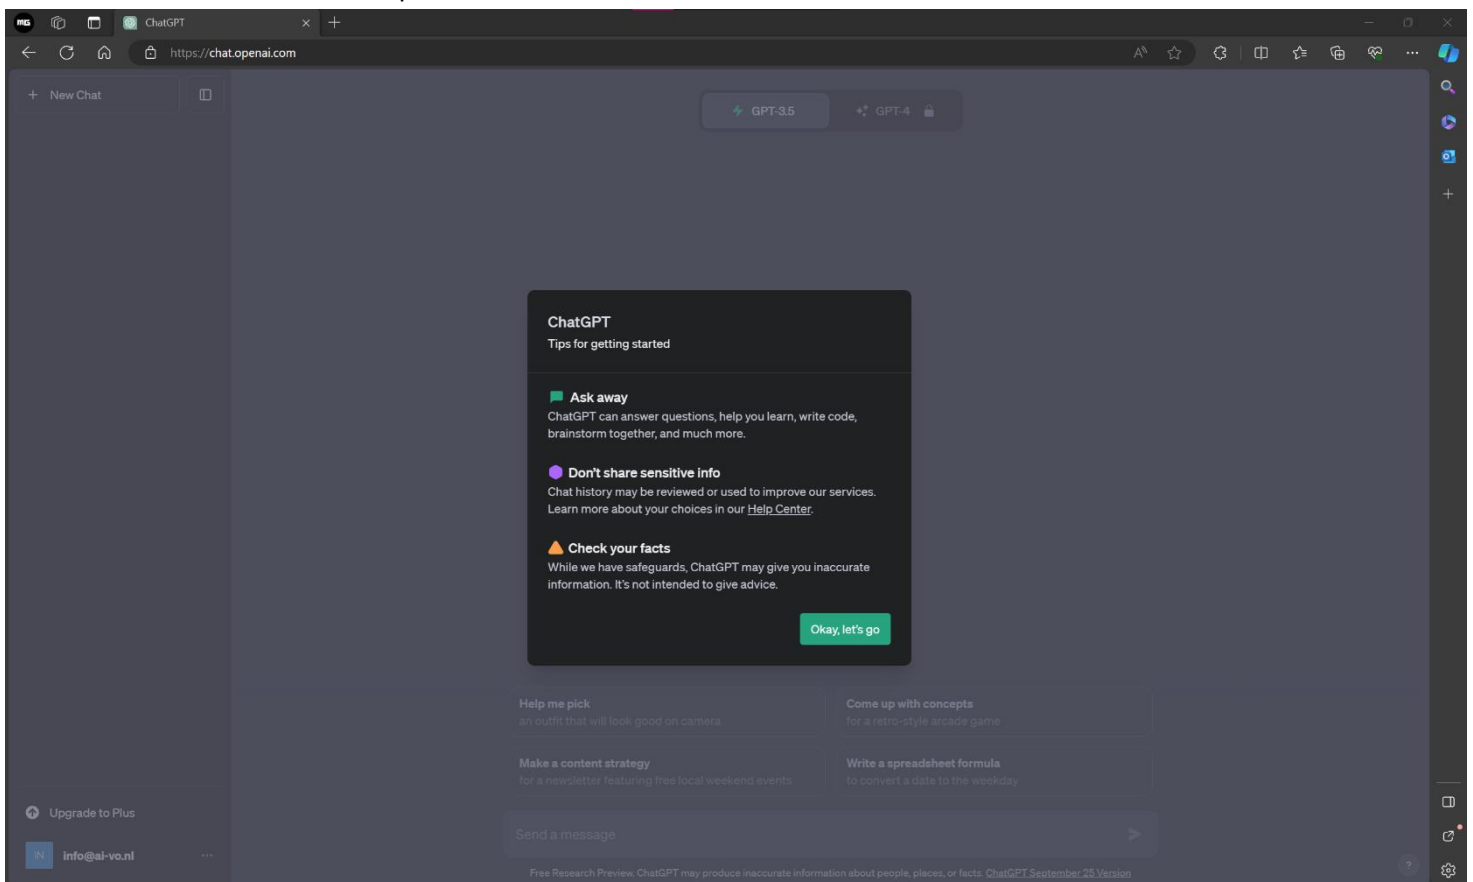 MG
ChatGPT
https://chat.openai.com
New Chat
GPT-3.5
GPT-4
ChatGPT
Tips for getting started
Ask away
ChatGPT can answer questions, help you learn, write code,
brainstorm together, and much more.
Don't share sensitive info
Chat history may be reviewed or used to improve our services.
Learn more about your choices in our Help Center.
Check your facts
While we have safeguards, ChatGPT may give you inaccurate
information. It's not intended to give advice.
Okay, let's go
Help me pick
an outfit that will look good on camera
Come up with concepts
for a retro-style arcade game
Make a content strategy
for a newsletter featuring free local weekend events
Write a spreadsheet formula
to convert a date to the weekday
Upgrade to Plus
Send a message
IN
info@ai-vo.nl
Free Research Preview. ChatGPT may produce inaccurate information about people, places, or facts. ChatGPT September 25 Version
?